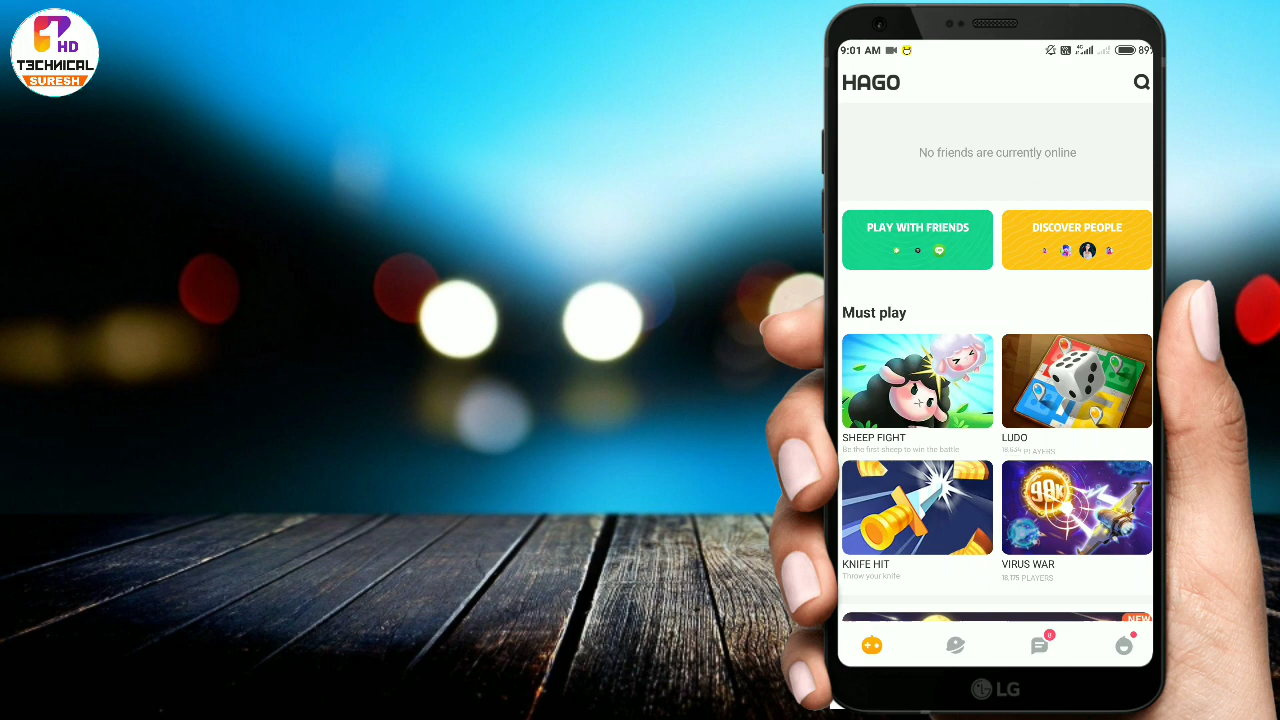 HD
T3CHNICAL
SURESH
9:01 AM
89%
HAGO
No friends are currently online
PLAY WITH FRIENDS
DISCOVER PEOPLE
Must play
SHEEP FIGHT
Be the first sheep to win the battle
LUDO
PLAYERS
KNIFE HIT
Throw your knife
98K
VIRUS WAR
18,175 PLAYERS
NEW
LG